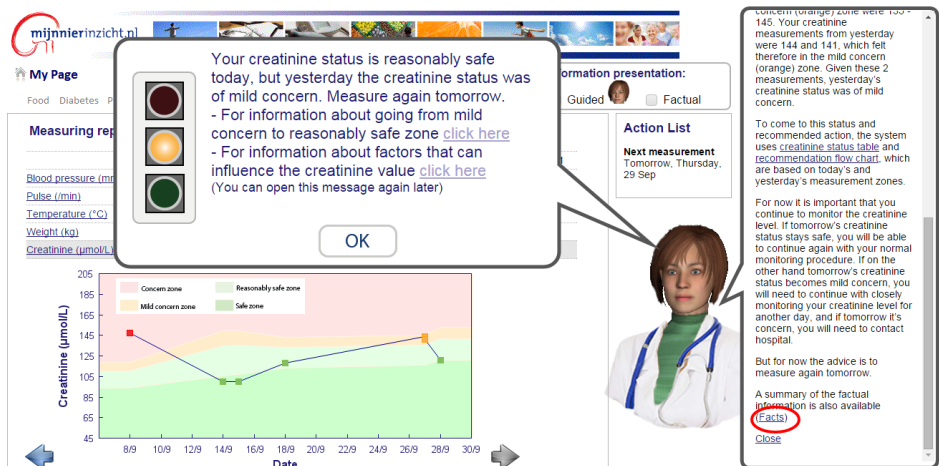 mijnnierinzicht.nl
My Page
Food Diabetes P
Measuring rep
Blood pressure (mm
Pulse (/min)
Temperature (°C)
Weight (kg)
Creatinine (µmol/L)
Your creatinine status is reasonably safe
today, but yesterday the creatinine status was
of mild concern. Measure again tomorrow.
- For information about going from mild
concern to reasonably safe zone click here
- For information about factors that can
influence the creatinine value click here
(You can open this message again later)
OK
ormation presentation:
Guided Factual
Action List
Next measurement
Tomorrow, Thursday,
29 Sep
205
185
165
145
125
105
85
65
45
Creatinine (µmol/L)
Concern zone
Reasonably safe zone
Mild concern zone
Safe zone
8/9 10/9 12/9 14/9 16/9 18/9 20/9 22/9 24/9 26/9 28/9 30/9
Date
concern (orange) zone were 135 -
145. Your creatinine
measurements from yesterday
were 144 and 141, which felt
therefore in the mild concern
(orange) zone. Given these 2
measurements, yesterday's
creatinine status was of mild
concern.
To come to this status and
recommended action, the system
uses creatinine status table and
recommendation flow chart, which
are based on today's and
yesterday's measurement zones.
For now it is important that you
continue to monitor the creatinine
level. If tomorrow's creatinine
status stays safe, you will be able
to continue again with your normal
monitoring procedure. If on the
other hand tomorrow's creatinine
status becomes mild concern, you
will need to continue with closely
monitoring your creatinine level for
another day, and if tomorrow it's
concern, you will need to contact
hospital.
But for now the advice is to
measure again tomorrow.
A summary of the factual
information is also available
(Facts)
Close